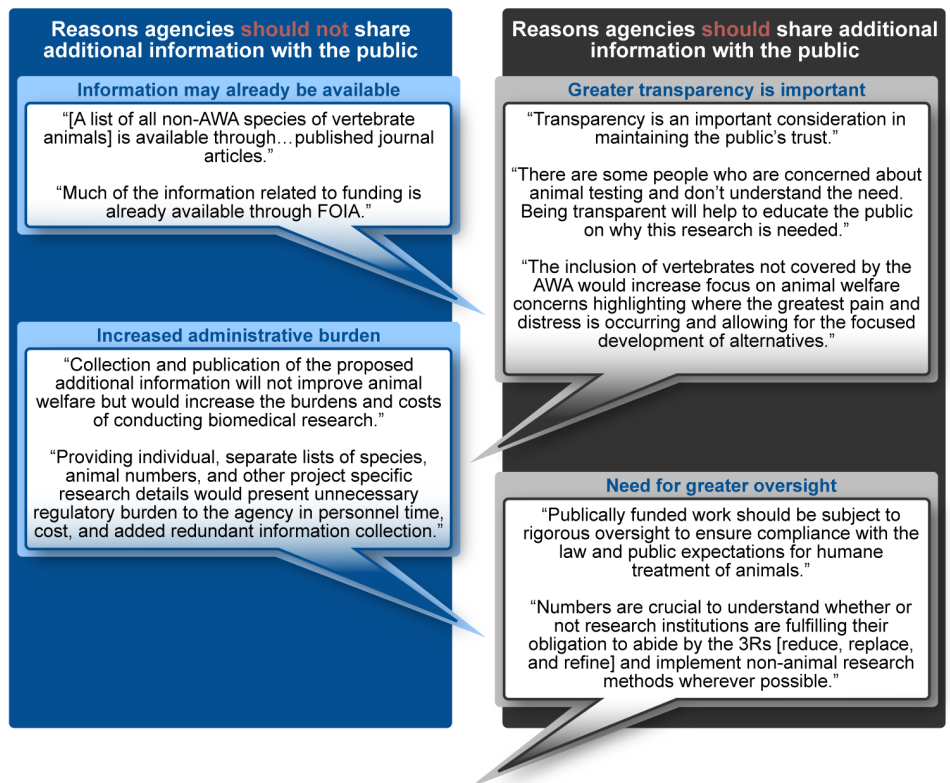 Reasons agencies should not share
additional information with the public
Information may already be available
“[A list of all non-AWA species of vertebrate
animals] is available through…published journal
articles.”
“Much of the information related to funding is
already available through FOIA.”
Increased administrative burden
“Collection and publication of the proposed
additional information will not improve animal
welfare but would increase the burdens and costs
of conducting biomedical research.”
“Providing individual, separate lists of species,
animal numbers, and other project specific
research details would present unnecessary
regulatory burden to the agency in personnel time,
cost, and added redundant information collection.”
Reasons agencies should share additional
information with the public
Greater transparency is important
“Transparency is an important consideration in
maintaining the public’s trust.”
“There are some people who are concerned about
animal testing and don’t understand the need.
Being transparent will help to educate the public
on why this research is needed.”
“The inclusion of vertebrates not covered by the
AWA would increase focus on animal welfare
concerns highlighting where the greatest pain and
distress is occurring and allowing for the focused
development of alternatives.”
Need for greater oversight
“Publically funded work should be subject to
rigorous oversight to ensure compliance with the
law and public expectations for humane
treatment of animals.”
“Numbers are crucial to understand whether or
not research institutions are fulfilling their
obligation to abide by the 3Rs [reduce, replace,
and refine] and implement non-animal research
methods wherever possible.”